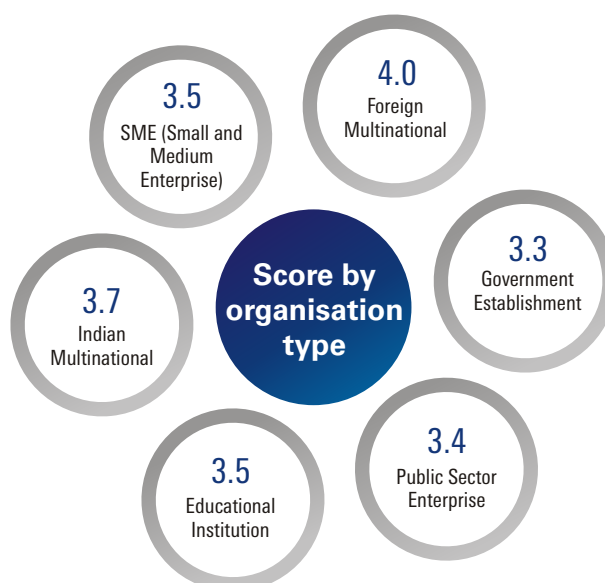 Score by
organisation
type
4.0
Foreign
Multinational
3.3
Government
Establishment
3.4
Public Sector
Enterprise
3.5
Educational
Institution
3.7
Indian
Multinational
3.5
SME (Small and
Medium
Enterprise)